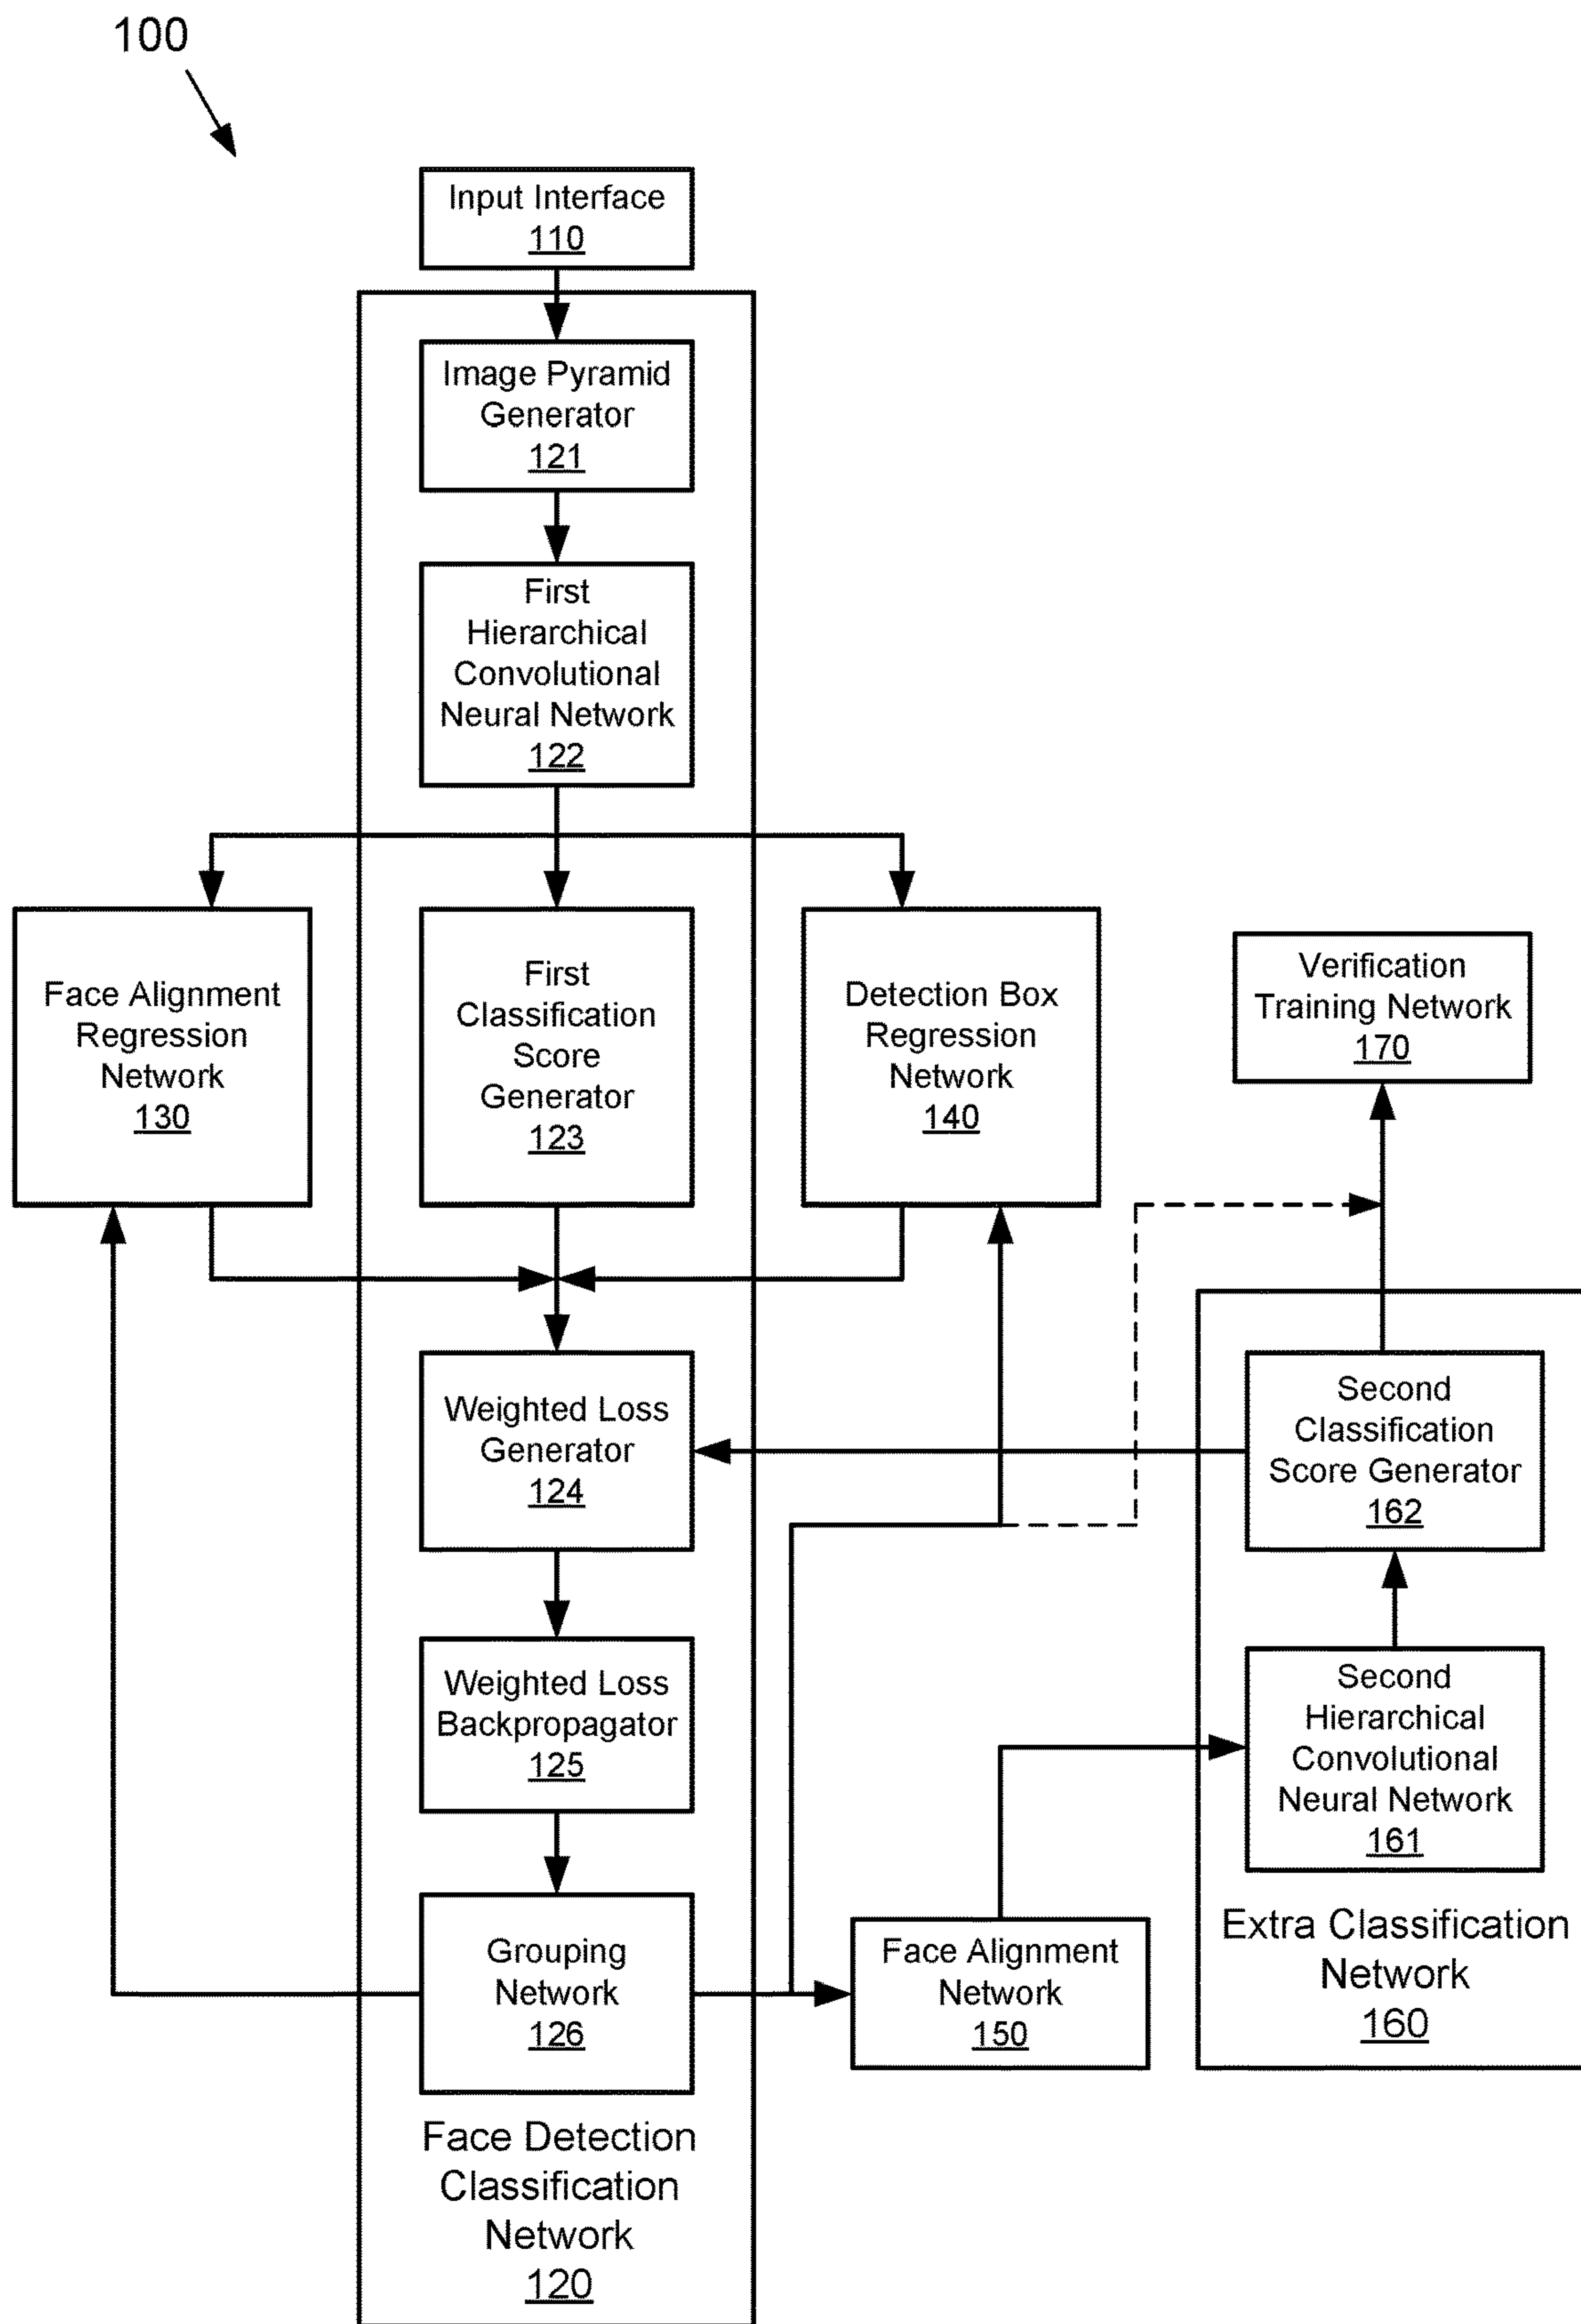 100
Input Interface
110
Image Pyramid
Generator
121
First
Hierarchical
Convolutional
Neural Network
122
Face Alignment
Regression
Network
130
First
Classification
Score
Generator
123
Detection Box
Regression
Network
140
Verification
Training Network
170
Weighted Loss
Generator
124
Second
Classification
Score Generator
162
Weighted Loss
Backpropagator
125
Second
Hierarchical
Convolutional
Neural Network
161
Grouping
Network
126
Face Alignment
Network
150
Extra Classification
Network
160
Face Detection
Classification
Network
120